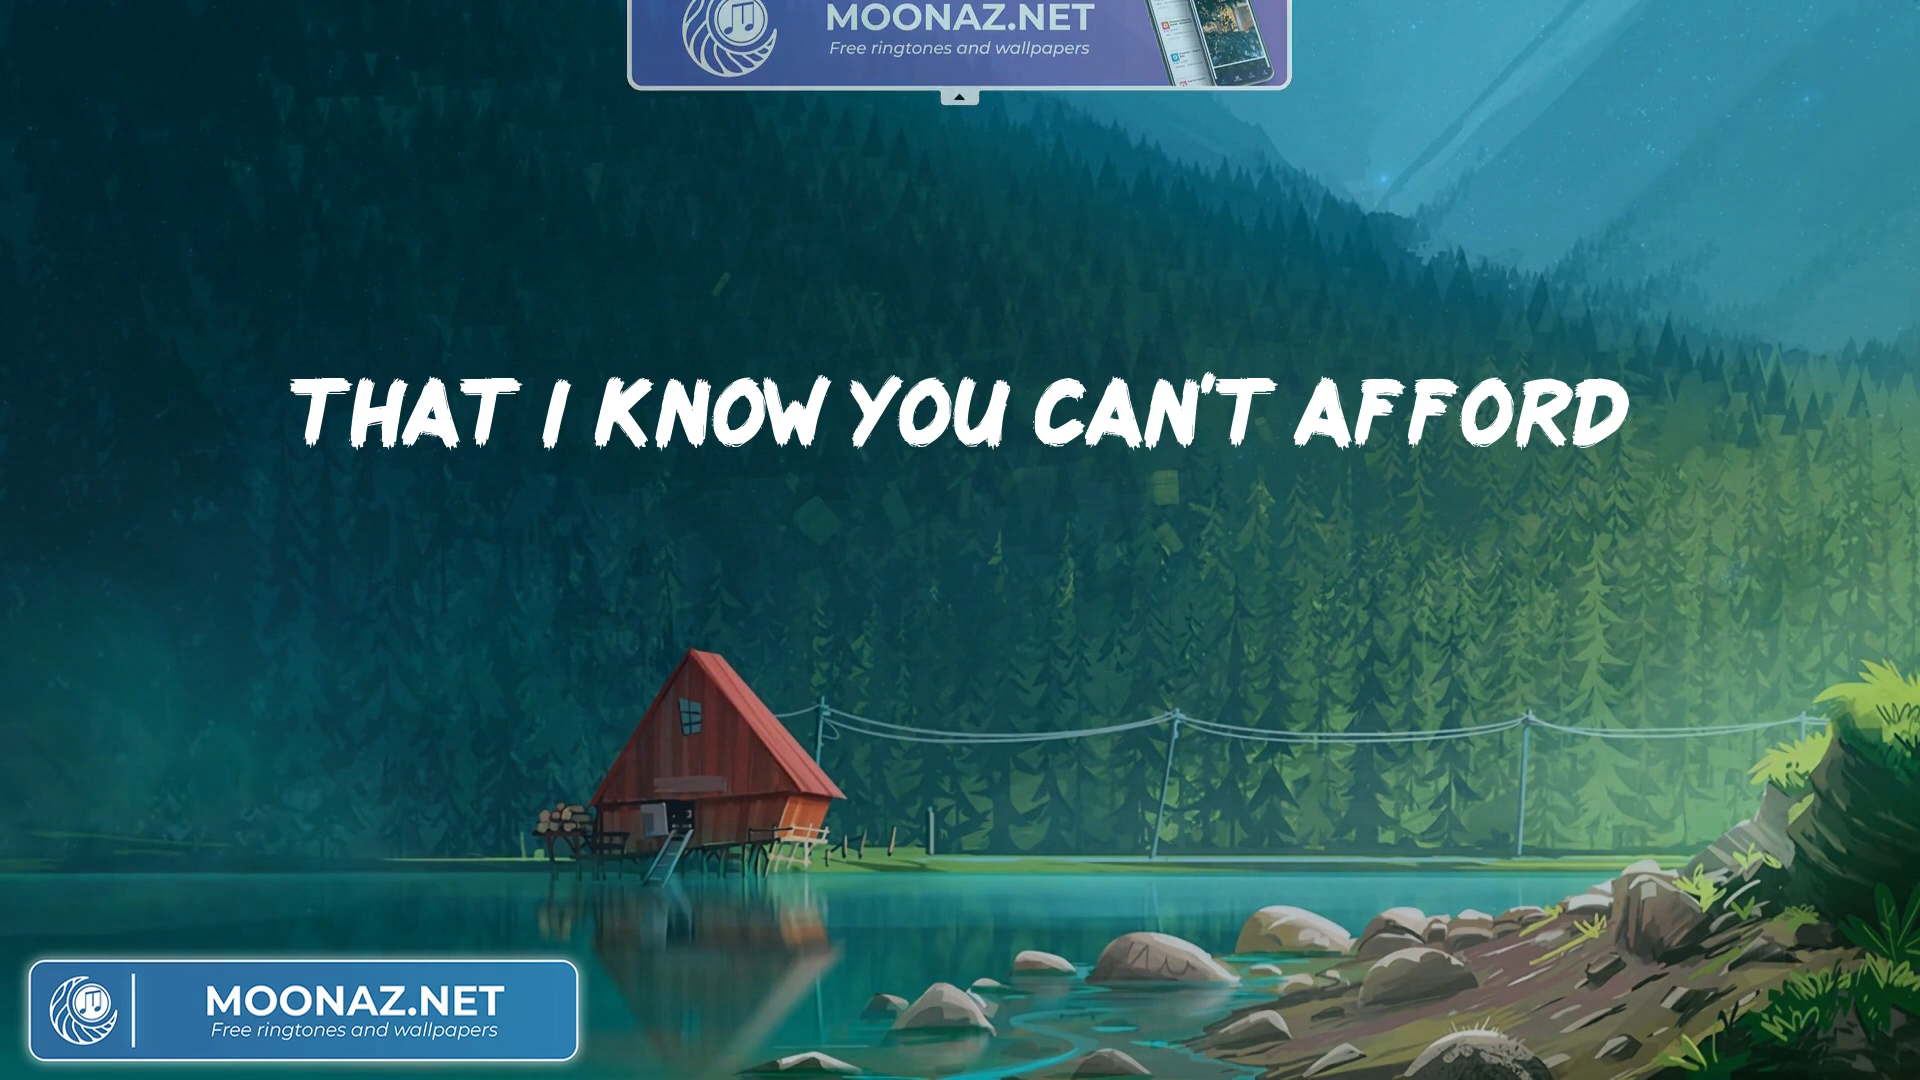 MOONAZ.NET
Free ringtones and wallpapers
THAT I KNOW YOU CAN'T AFFORD
MOONAZ.NET
Free ringtones and wallpapers